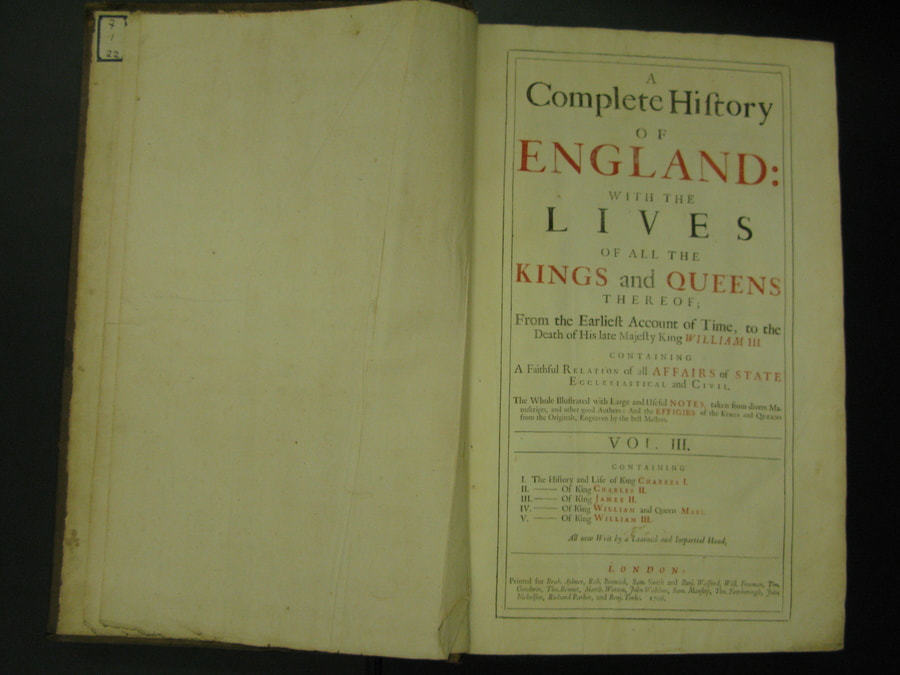 7
1
22
A
Complete Hiſtory
OF
ENGLAND:
WITH THE
LIVES
OF ALL THE
KINGS and QUEENS
THEREOF;
From the Earlieſt Account of Time, to the
Death of His late Majeſty King WILLIAM III
CONTAINING
A Faithful RELATION of all AFFAIRS of STATE
ECCLESIASTICAL and CIVIL.
The Whole Illuſtrated with Large and Uſeful NOTES, taken from divers Ma-
nuſcripts, and other good Authors: And the EFFIGIES of the KINGS and QUEENS
from the Originals, Engraven by the beſt Maſters.
VOL. III.
CONTAINING
I. The Hiſtory and Life of King CHARLES I.
II. —— Of King CHARLES II.
III. —— Of King JAMES II.
IV. —— Of King WILLIAM and Queen MARY.
V. —— Of King WILLIAM III.
All new Writ by a Learned and Impartial Hand,
LONDON:
Printed for Brab. Aylmer, Reb. Bonwick, Sam. Smith and Benj. Walford, Will. Freeman, Tim.
Goodwin, Tho. Bennet, Matth. Wotton, John Walthoe, Sam. Manſhip, Tho. Newborough, John
Nicholſon, Richard Parker, and Benj. Tooke. 1706.